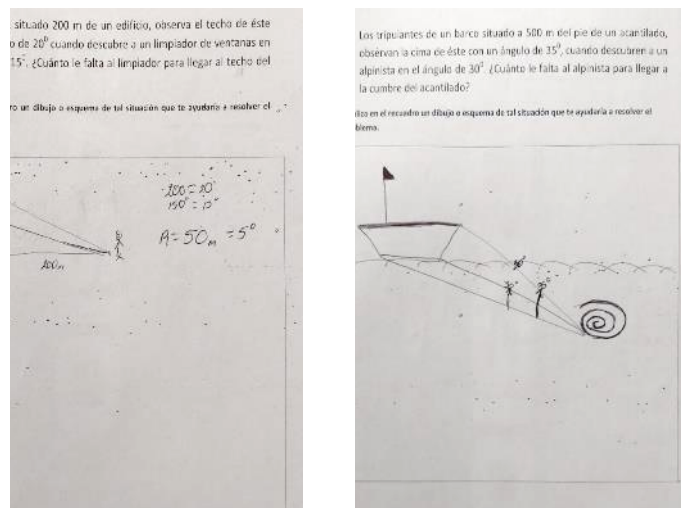 situado 200 m de un edificio, observa el techo de éste
o de 20⁰ cuando descubre a un limpiador de ventanas en
15°. ¿Cuánto le falta al limpiador para llegar al techo del
ro un dibujo o esquema de tal situación que te ayudaría a resolver el
200 = 20°
150° = 15°
A = 50 m = 5°
200m
Los tripulantes de un barco situado a 500 m del pie de un acantilado,
observan la cima de éste con un ángulo de 35⁰, cuando descubren a un
alpinista en el ángulo de 30⁰. ¿Cuánto le falta al alpinista para llegar a
la cumbre del acantilado?
liza en el recuadro un dibujo o esquema de tal situación que te ayudaría a resolver el
blema.